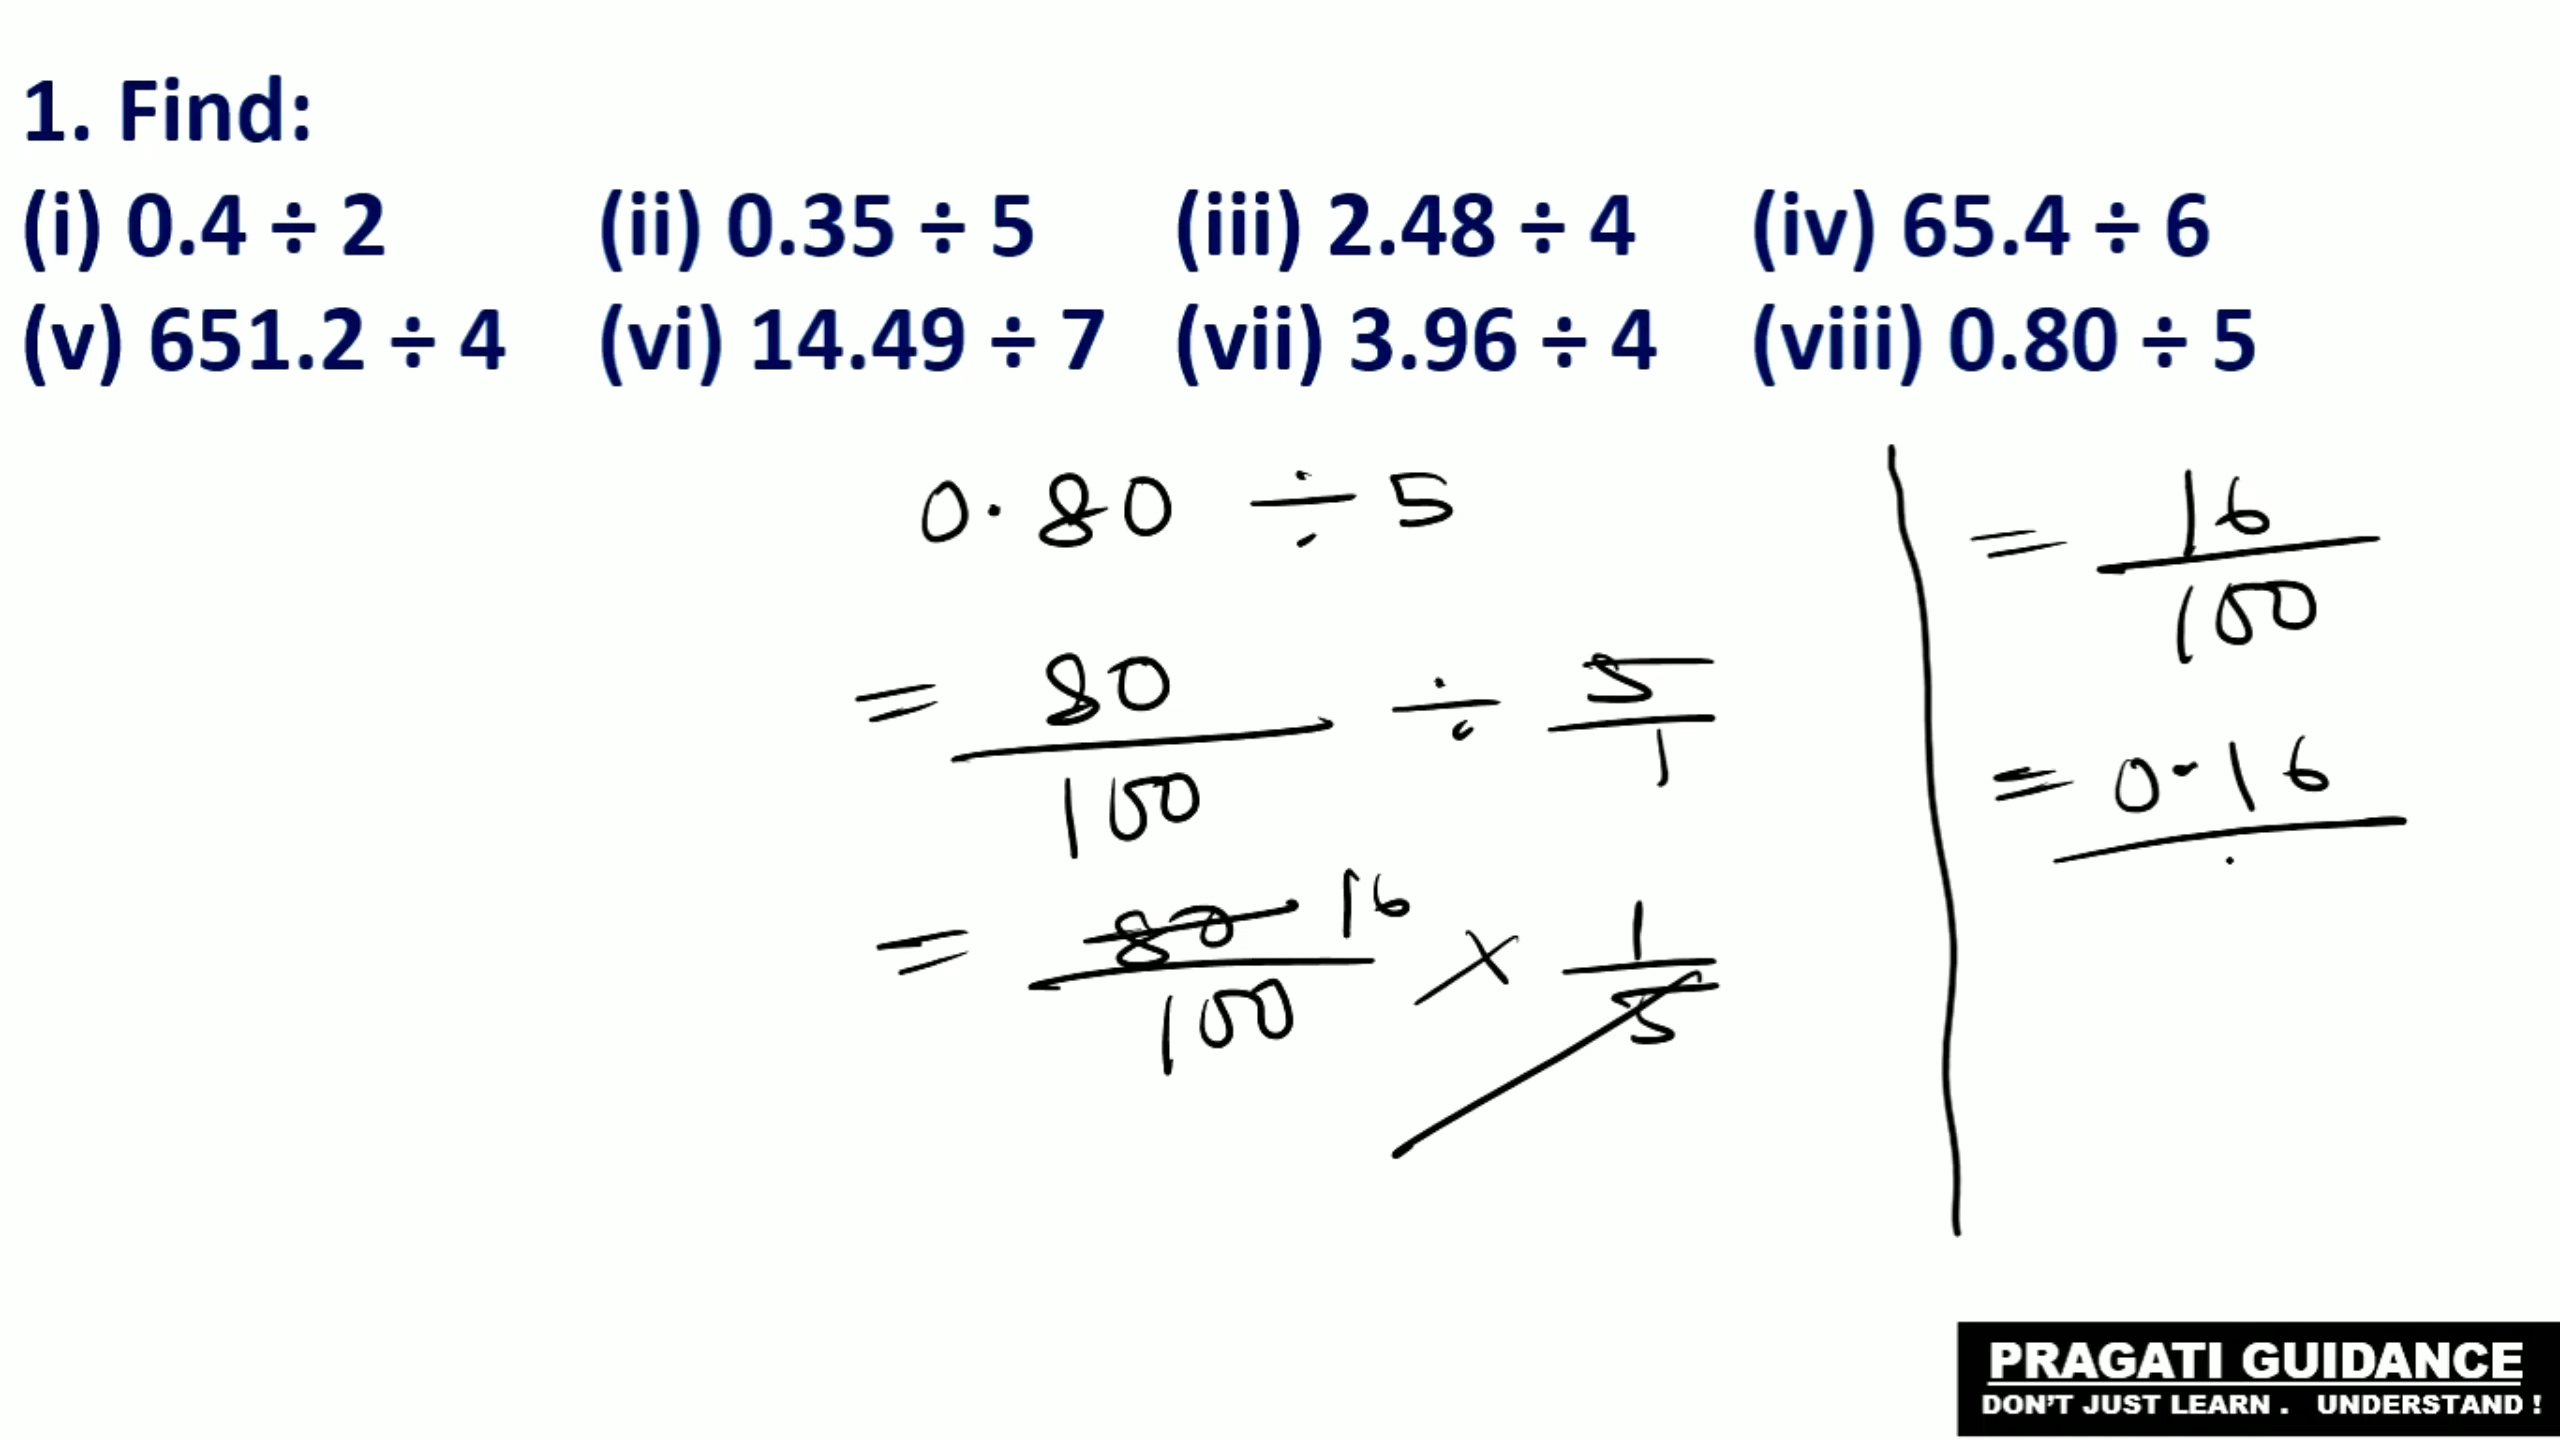 1. Find:
(i) 0.4 ÷ 2 (ii) 0.35 ÷ 5 (iii) 2.48 ÷ 4 (iv) 65.4 ÷ 6
(v) 651.2 ÷ 4 (vi) 14.49 ÷ 7 (vii) 3.96 ÷ 4 (viii) 0.80 ÷ 5
0.80 ÷ 5
= 80/100 ÷ 5/1
= 80/100 16 × 1/5
= 16/100
= 0.16
PRAGATI GUIDANCE
DON'T JUST LEARN . UNDERSTAND !